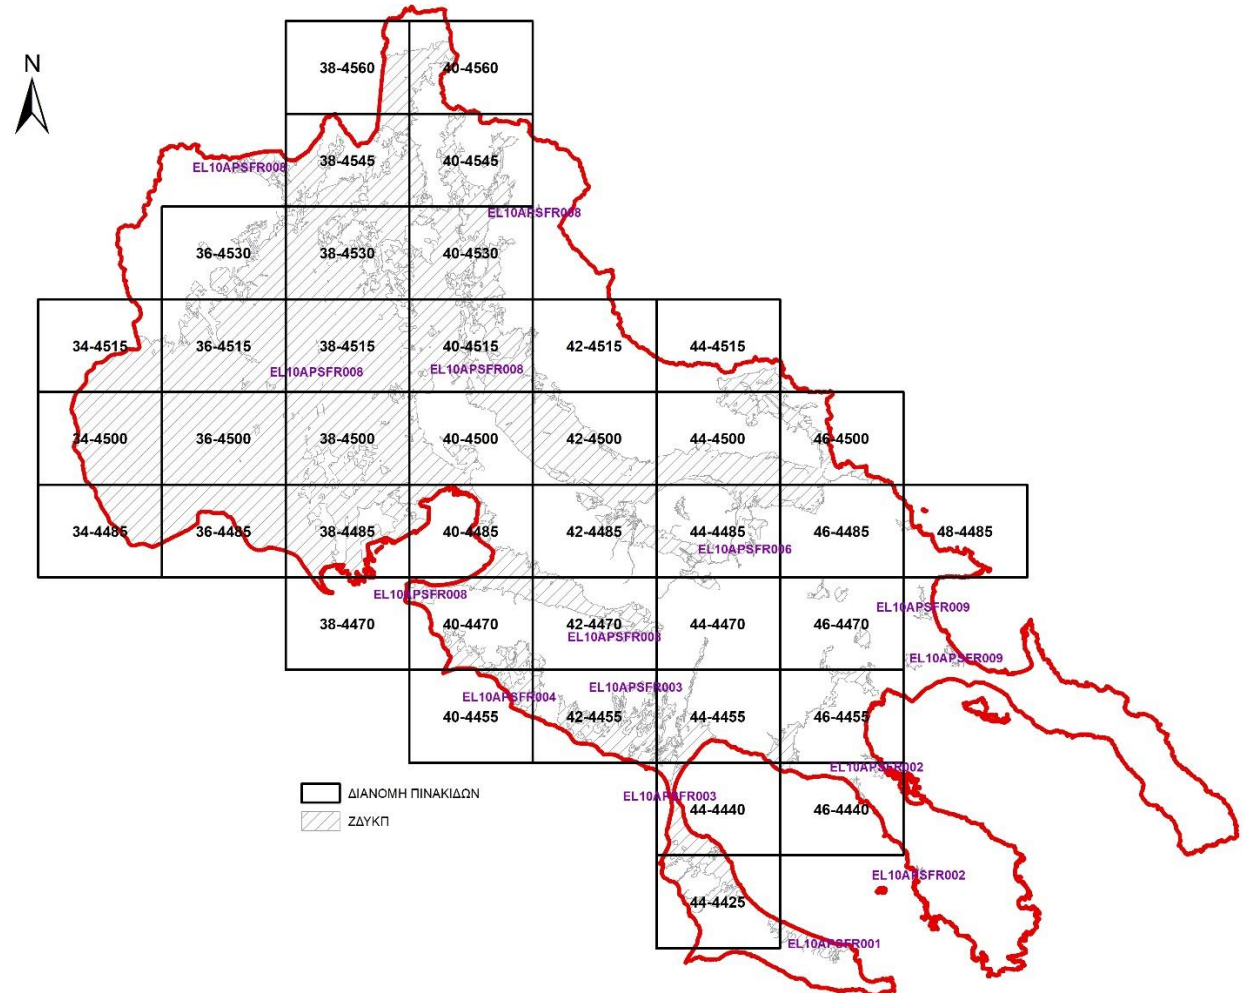 N
38-4560
40-4560
38-4545
40-4545
EL10APSFR008
EL10APSFR008
36-4530
38-4530
40-4530
34-4515
36-4515
38-4515
40-4515
42-4515
44-4515
EL10APSFR008
EL10APSFR008
34-4500
36-4500
38-4500
40-4500
42-4500
44-4500
46-4500
34-4485
36-4485
38-4485
40-4485
42-4485
44-4485
46-4485
48-4485
EL10APSFR006
EL10APSFR008
EL10APSFR009
38-4470
40-4470
42-4470
44-4470
46-4470
EL10APSFR008
EL10APSFR009
EL10APSFR003
EL10APSFR004
40-4455
42-4455
44-4455
46-4455
EL10APSFR002
ΔΙΑΝΟΜΗ ΠΙΝΑΚΙΔΩΝ
EL10APSFR003
44-4440
46-4440
ΖΔΥΚΠ
EL10APSFR002
44-4425
EL10APSFR001